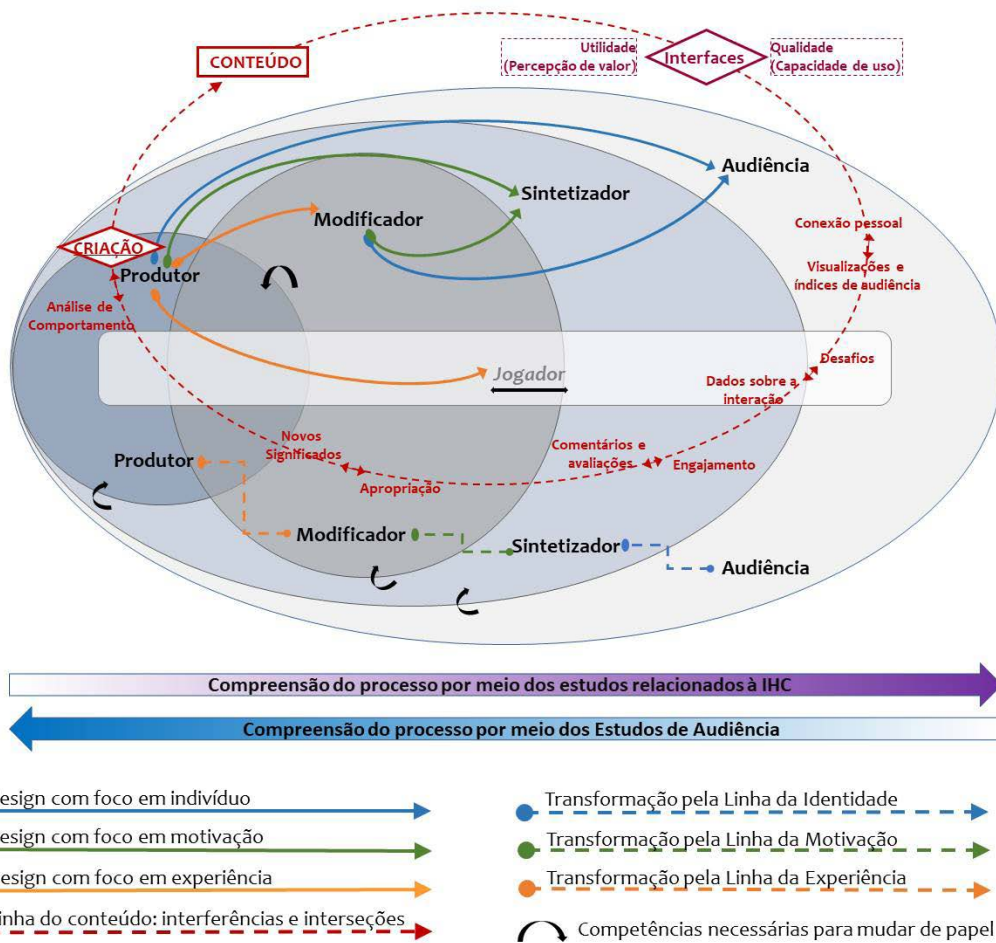 CONTEÚDO
Utilidade
(Percepção de valor)
Interfaces
Qualidade
(Capacidade de uso)
Audiência
Sintetizador
Modificador
Conexão pessoal
CRIAÇÃO
Produtor
Visualizações e
índices de audiência
Análise de
Comportamento
Desafios
Jogador
Dados sobre a
interação
Novos
Significados
Comentários e
avaliações
Engajamento
Produtor
Apropriação
Modificador
Sintetizador
Audiência
Compreensão do processo por meio dos estudos relacionados à IHC
Compreensão do processo por meio dos Estudos de Audiência
esign com foco em indivíduo
Transformação pela Linha da Identidade
esign com foco em motivação
Transformação pela Linha da Motivação
esign com foco em experiência
Transformação pela Linha da Experiência
inha do conteúdo: interferências e interseções
Competências necessárias para mudar de papel